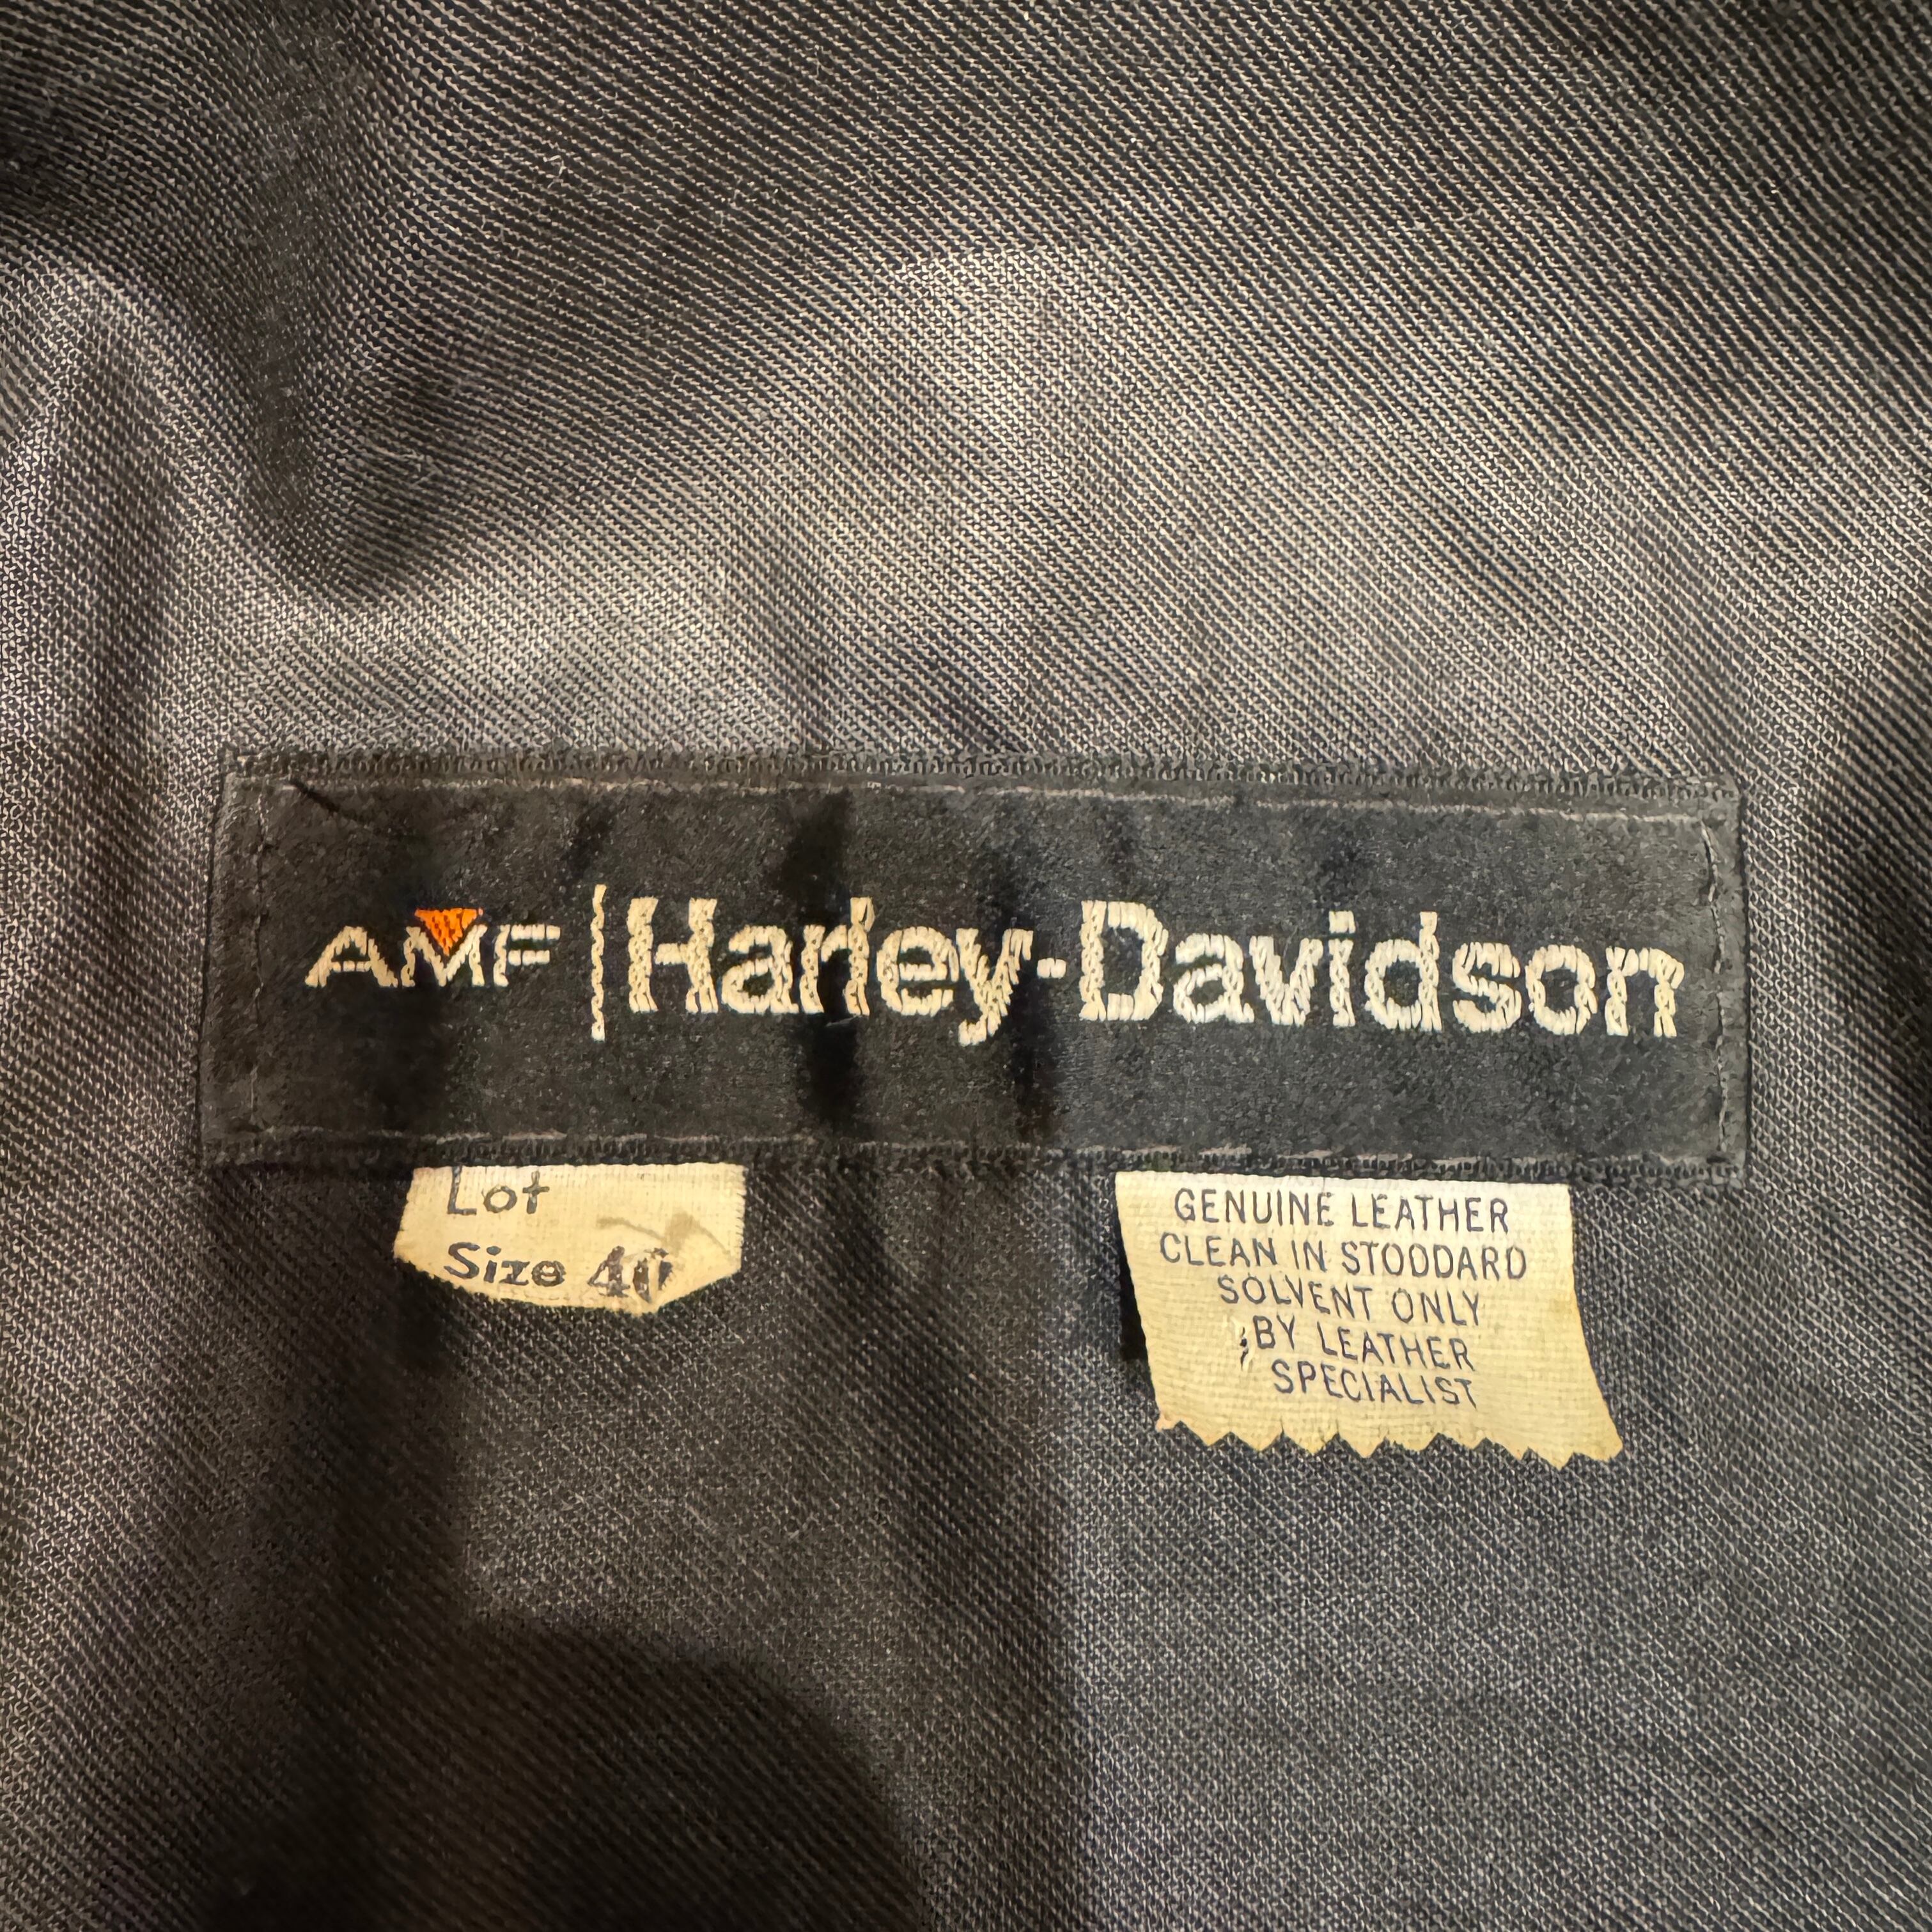 AMF | Harley-Davidson
Lot
Size 40
GENUINE LEATHER
CLEAN IN STODDARD
SOLVENT ONLY
BY LEATHER
SPECIALIST